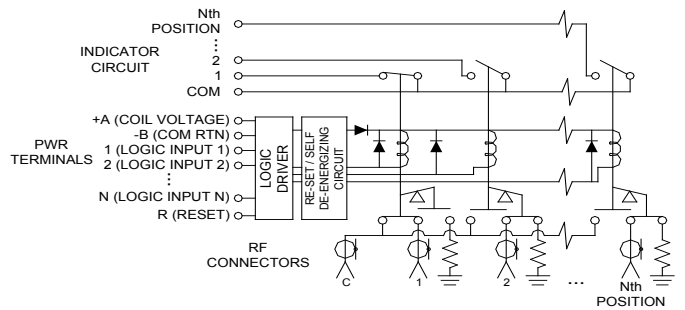 Nth
POSITION
INDICATOR
CIRCUIT
2
1
COM
+A (COIL VOLTAGE)
-B (COM RTN)
PWR
TERMINALS
1 (LOGIC INPUT 1)
2 (LOGIC INPUT 2)
N (LOGIC INPUT N)
R (RESET)
LOGIC
DRIVER
RE-SET / SELF
DE-ENERGIZING
CIRCUIT
RF
CONNECTORS
C
1
2
...
Nth
POSITION